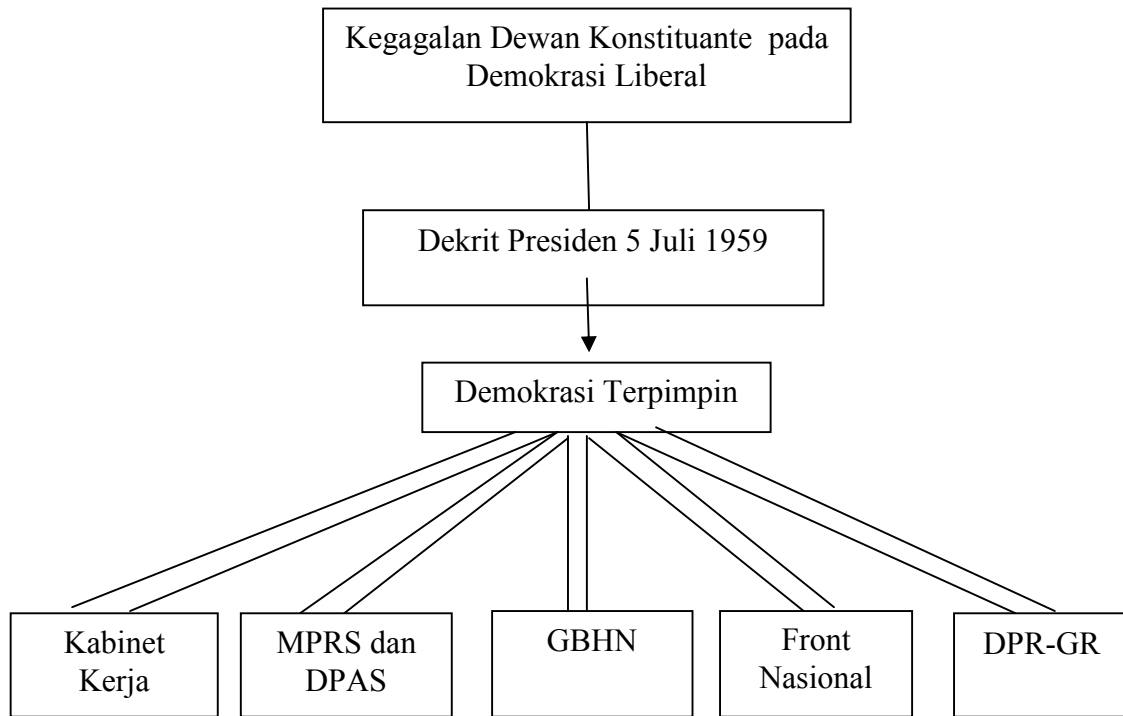 Kegagalan Dewan Konstituante pada
Demokrasi Liberal
Dekrit Presiden 5 Juli 1959
Demokrasi Terpimpin
Kabinet
Kerja
MPRS dan
DPAS
GBHN
Front
Nasional
DPR-GR